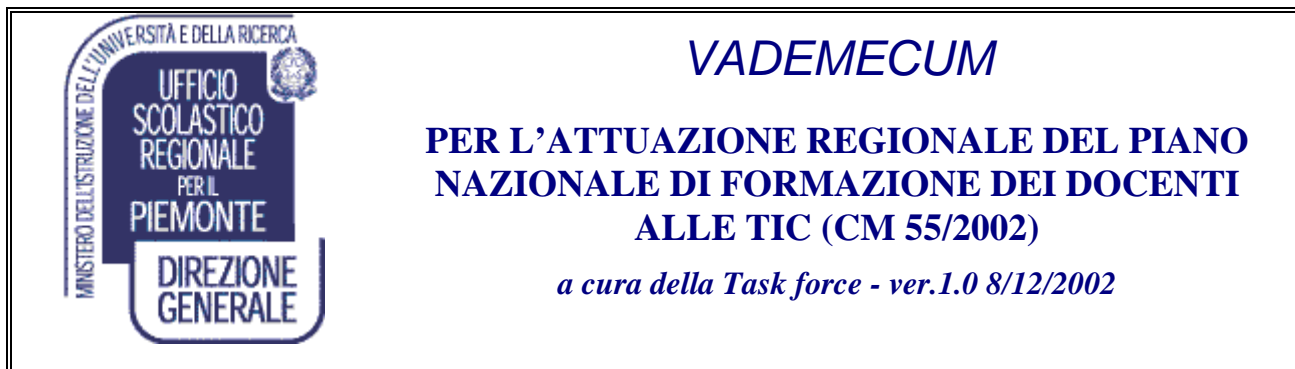 MINISTERO DELL'ISTRUZIONE DELL'UNIVERSITÀ E DELLA RICERCA
UFFICIO
SCOLASTICO
REGIONALE
PER IL
PIEMONTE
DIREZIONE
GENERALE
VADEMECUM
PER L’ATTUAZIONE REGIONALE DEL PIANO
NAZIONALE DI FORMAZIONE DEI DOCENTI
ALLE TIC (CM 55/2002)
a cura della Task force - ver.1.0 8/12/2002